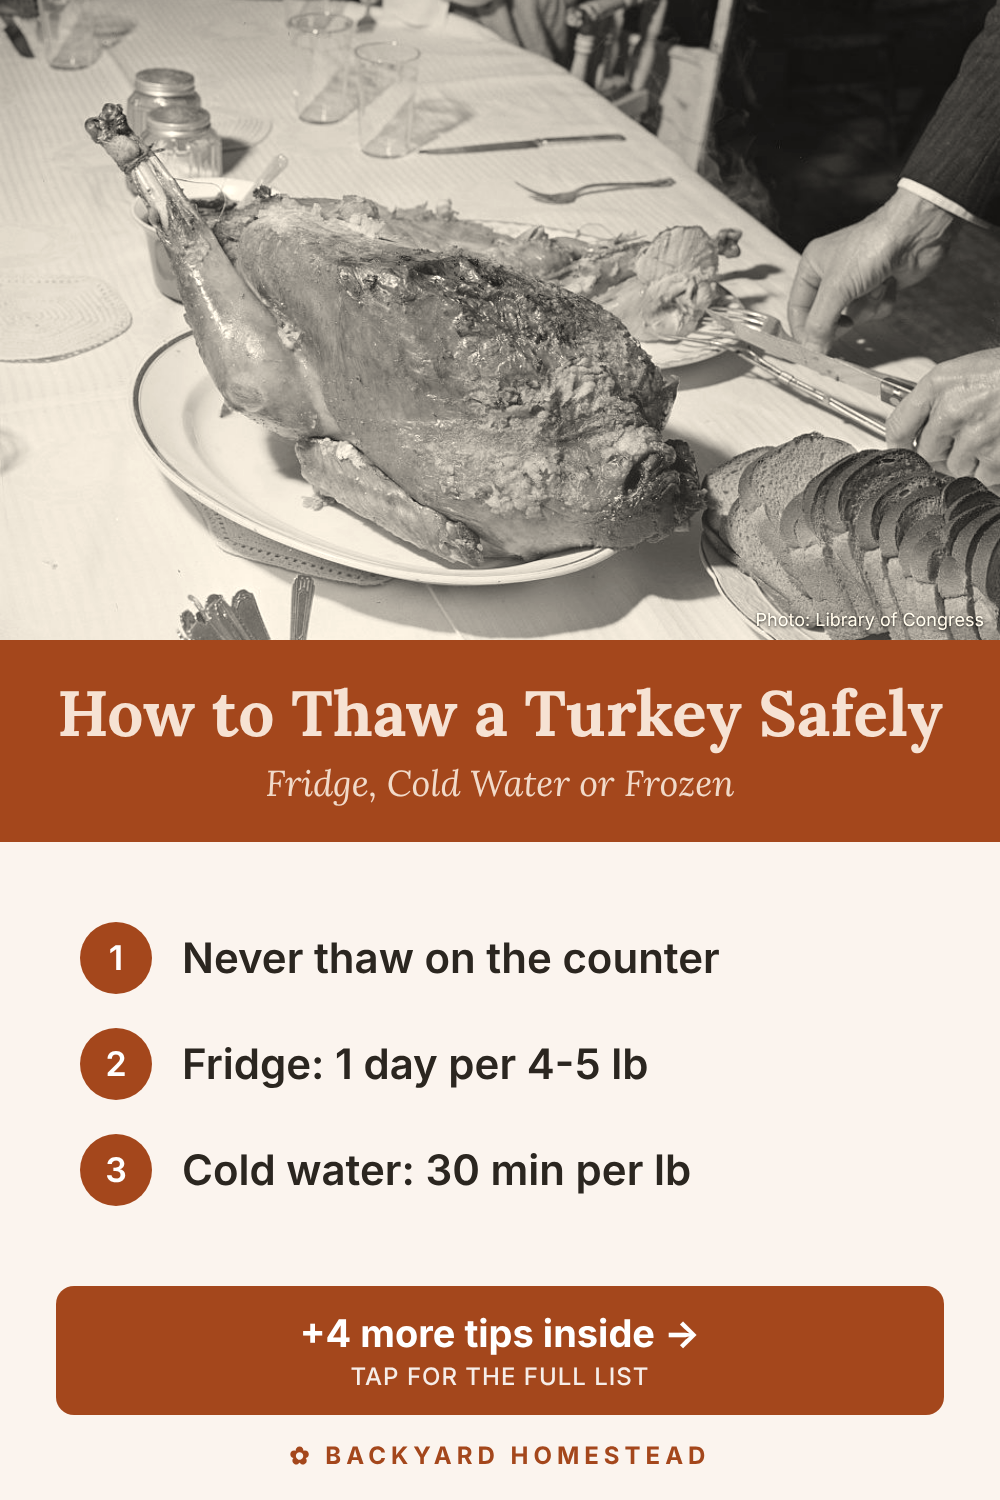 Photo: Library of Congress
How to Thaw a Turkey Safely
Fridge, Cold Water or Frozen
1 Never thaw on the counter
2 Fridge: 1 day per 4-5 lb
3 Cold water: 30 min per lb
+4 more tips inside →
TAP FOR THE FULL LIST
✿ BACKYARD HOMESTEAD